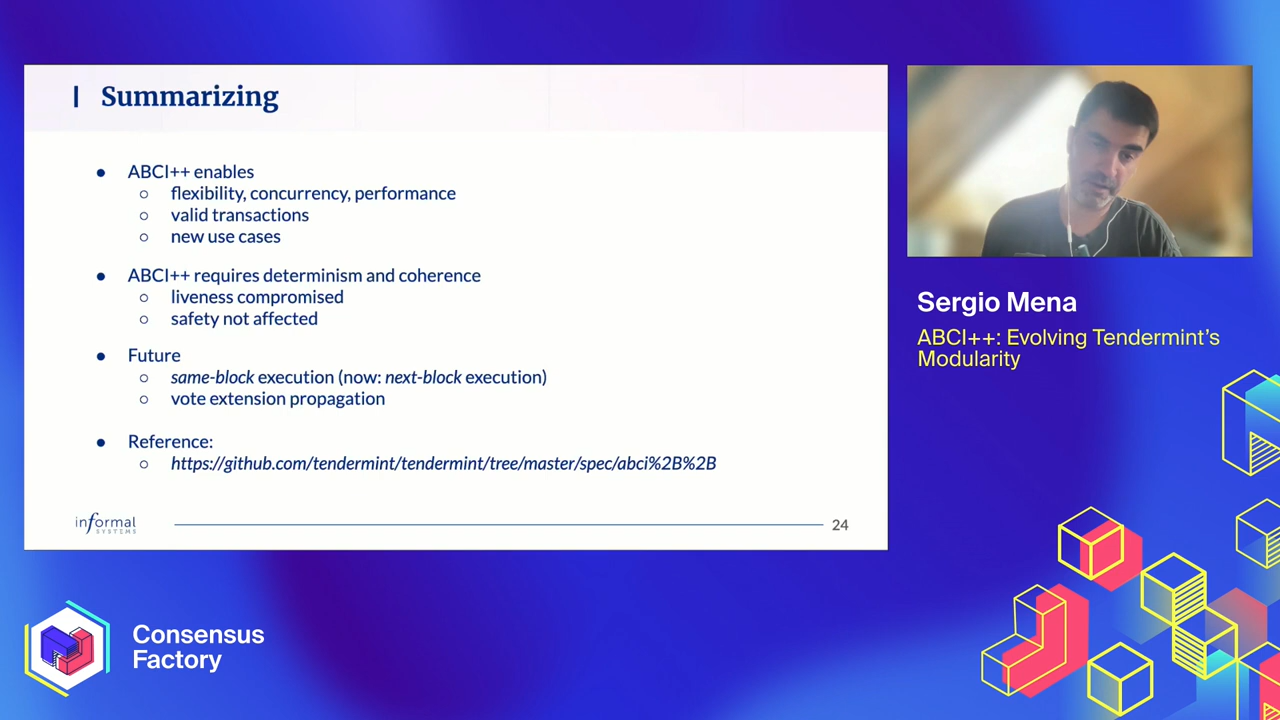 Summarizing
● ABCI++ enables
○ flexibility, concurrency, performance
○ valid transactions
○ new use cases
● ABCI++ requires determinism and coherence
○ liveness compromised
○ safety not affected
● Future
○ same-block execution (now: next-block execution)
○ vote extension propagation
● Reference:
○ https://github.com/tendermint/tendermint/tree/master/spec/abci%2B%2B
informal
SYSTEMS
24
Sergio Mena
ABCI++: Evolving Tendermint's
Modularity
Consensus
Factory